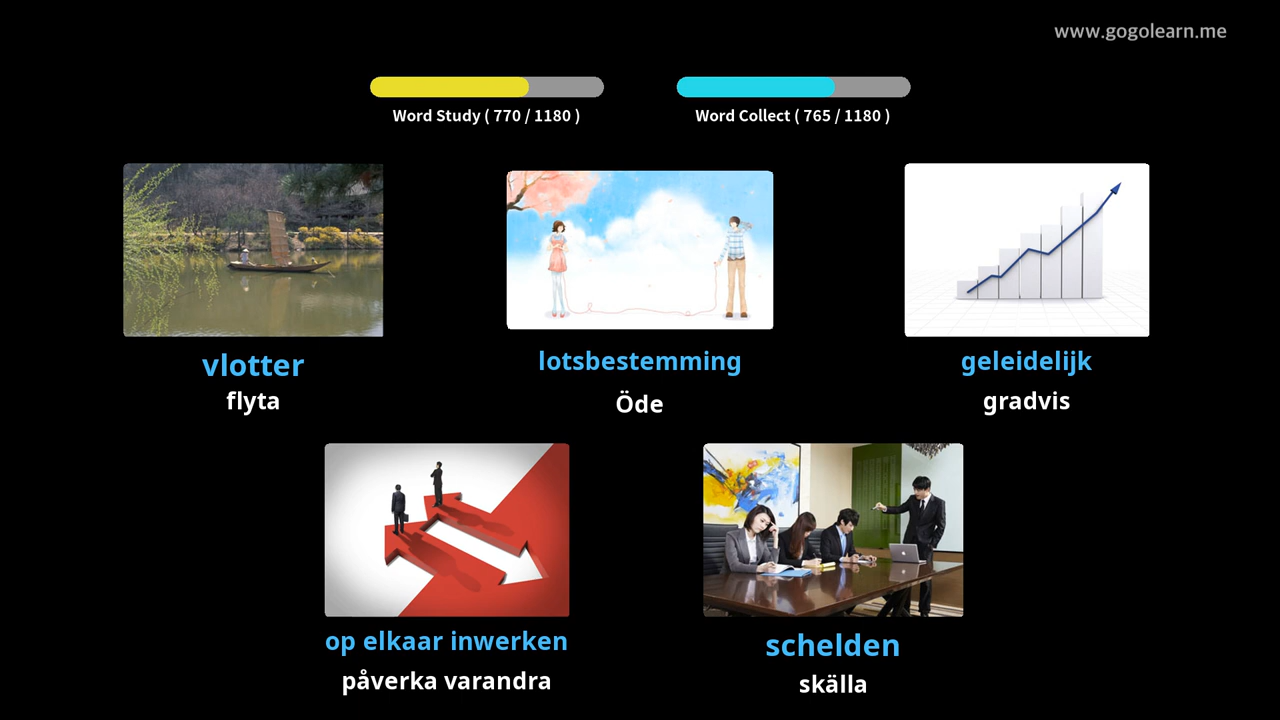 www.gogolearn.me
Word Study ( 770 / 1180 )
Word Collect ( 765 / 1180 )
vlotter
flyta
lotsbestemming
Öde
geleidelijk
gradvis
op elkaar inwerken
påverka varandra
schelden
skälla